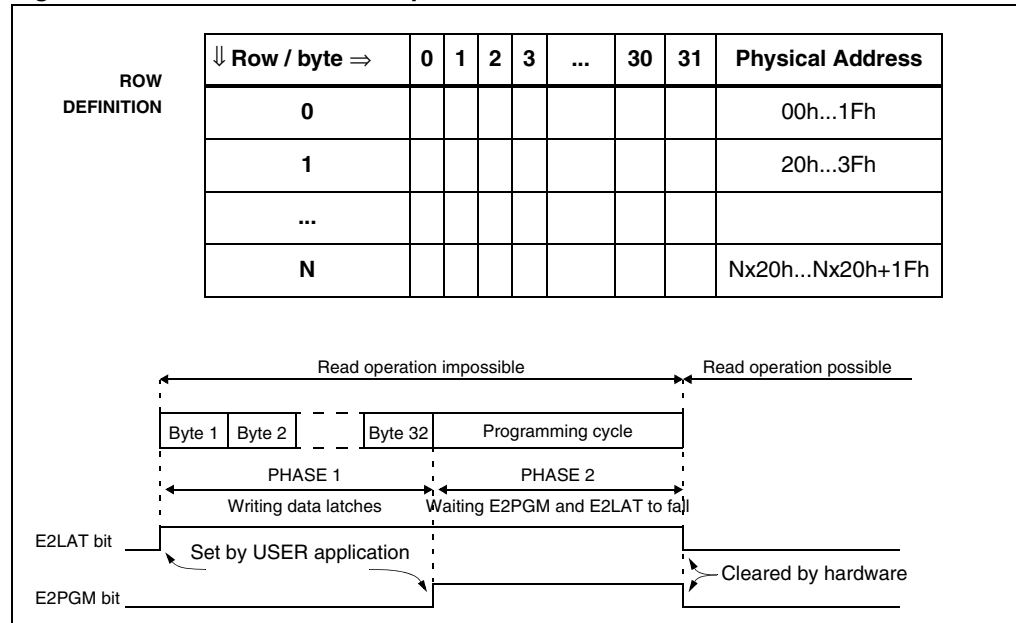 ROW
DEFINITION
⇓ Row / byte ⇒ 0 1 2 3 ... 30 31 Physical Address
0 00h...1Fh
1 20h...3Fh
...
N Nx20h...Nx20h+1Fh
Read operation impossible Read operation possible
Byte 1 Byte 2 Byte 32 Programming cycle
PHASE 1 PHASE 2
Writing data latches Waiting E2PGM and E2LAT to fall
E2LAT bit
Set by USER application
Cleared by hardware
E2PGM bit